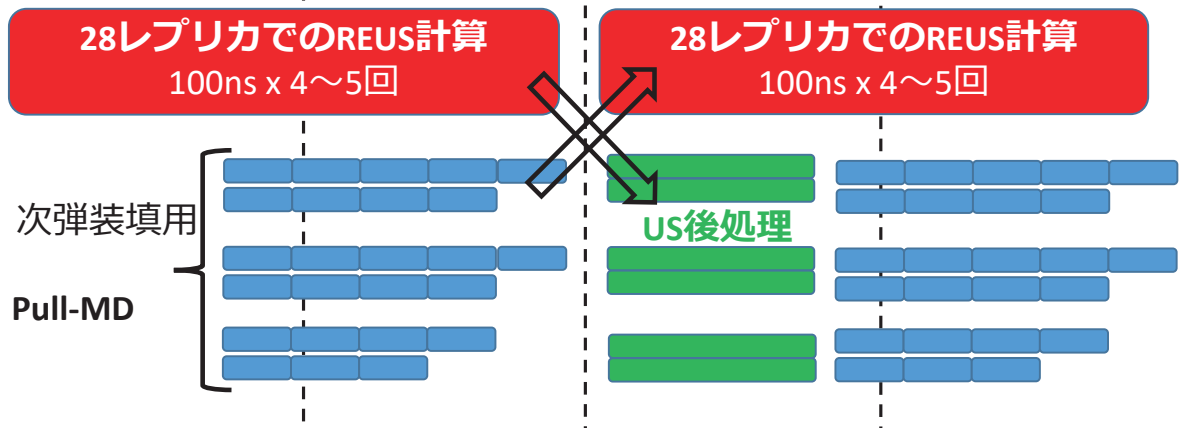 28レプリカでのREUS計算
100ns x 4～5回
28レプリカでのREUS計算
100ns x 4～5回
次弾装填用
Pull-MD
US後処理